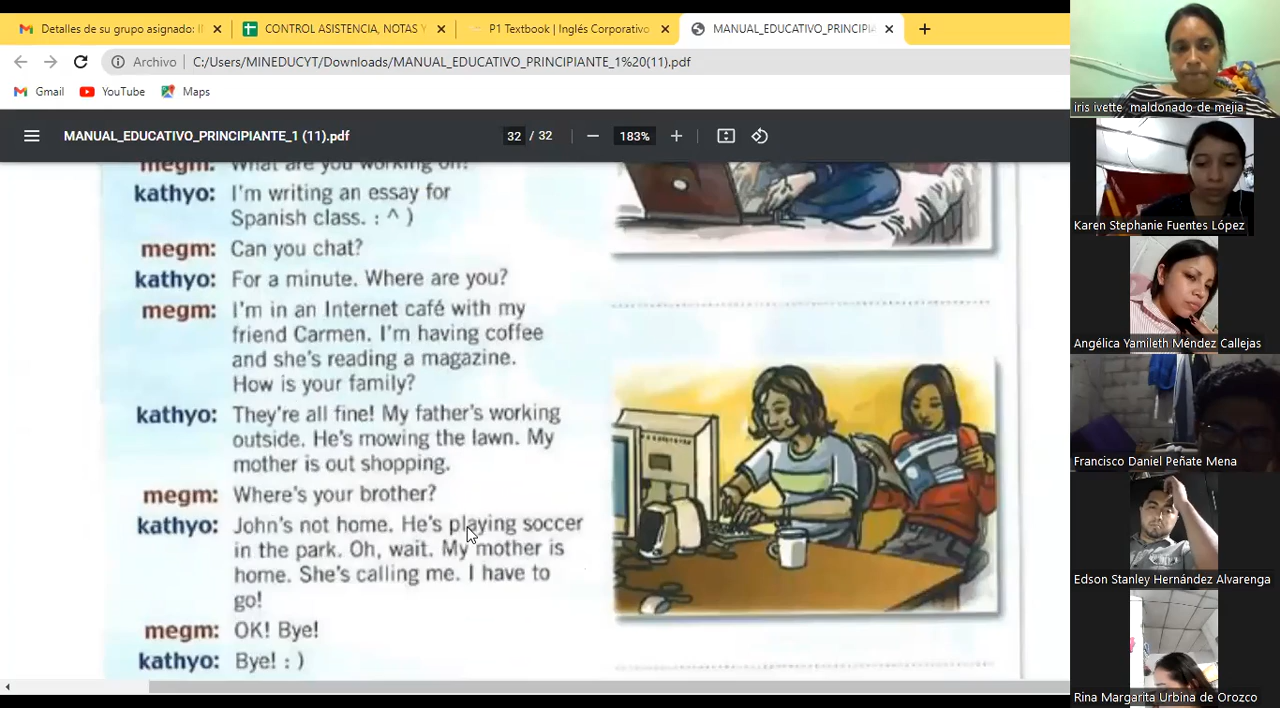 Detalles de su grupo asignado: I
CONTROL ASISTENCIA, NOTAS Y
P1 Textbook | Inglés Corporativo
MANUAL_EDUCATIVO_PRINCIPI
Archivo
C:/Users/MINEDUCYT/Downloads/MANUAL_EDUCATIVO_PRINCIPIANTE_1%20(11).pdf
Gmail
YouTube
Maps
MANUAL_EDUCATIVO_PRINCIPIANTE_1 (11).pdf
32 / 32
183%
megm: What are you working on?
kathyo: I'm writing an essay for
Spanish class. : ^ )
megm: Can you chat?
kathyo: For a minute. Where are you?
megm: I'm in an Internet café with my
friend Carmen. I'm having coffee
and she's reading a magazine.
How is your family?
kathyo: They're all fine! My father's working
outside. He's mowing the lawn. My
mother is out shopping.
megm: Where's your brother?
kathyo: John's not home. He's playing soccer
in the park. Oh, wait. My mother is
home. She's calling me. I have to
go!
megm: OK! Bye!
kathyo: Bye! : )
iris ivette maldonado de mejia
Karen Stephanie Fuentes López
Angélica Yamileth Méndez Callejas
Francisco Daniel Peñate Mena
Edson Stanley Hernández Alvarenga
Rina Margarita Urbina de Orozco